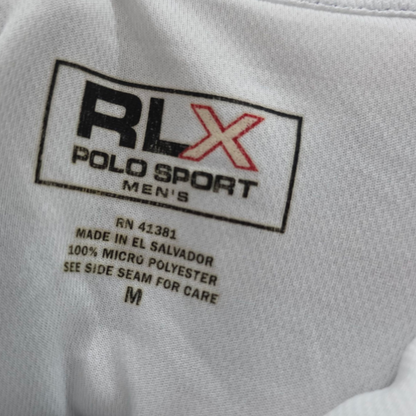 RLX
POLO SPORT
MEN'S
RN 41381
MADE IN EL SALVADOR
100% MICRO POLYESTER
SEE SIDE SEAM FOR CARE
M